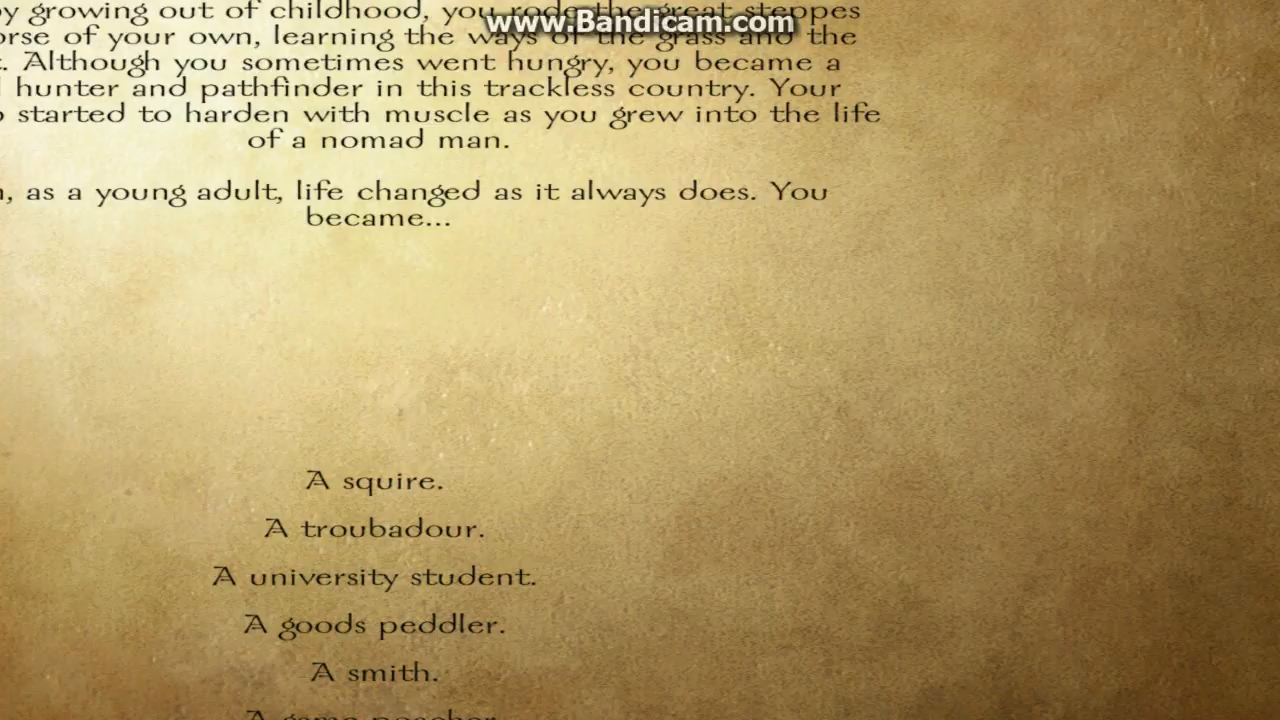 www.Bandicam.com
by growing out of childhood, you rode the great steppes
orse of your own, learning the ways of the grass and the
. Although you sometimes went hungry, you became a
hunter and pathfinder in this trackless country. Your
started to harden with muscle as you grew into the life
of a nomad man.
, as a young adult, life changed as it always does. You
became...
A squire.
A troubadour.
A university student.
A goods peddler.
A smith.
A game poacher